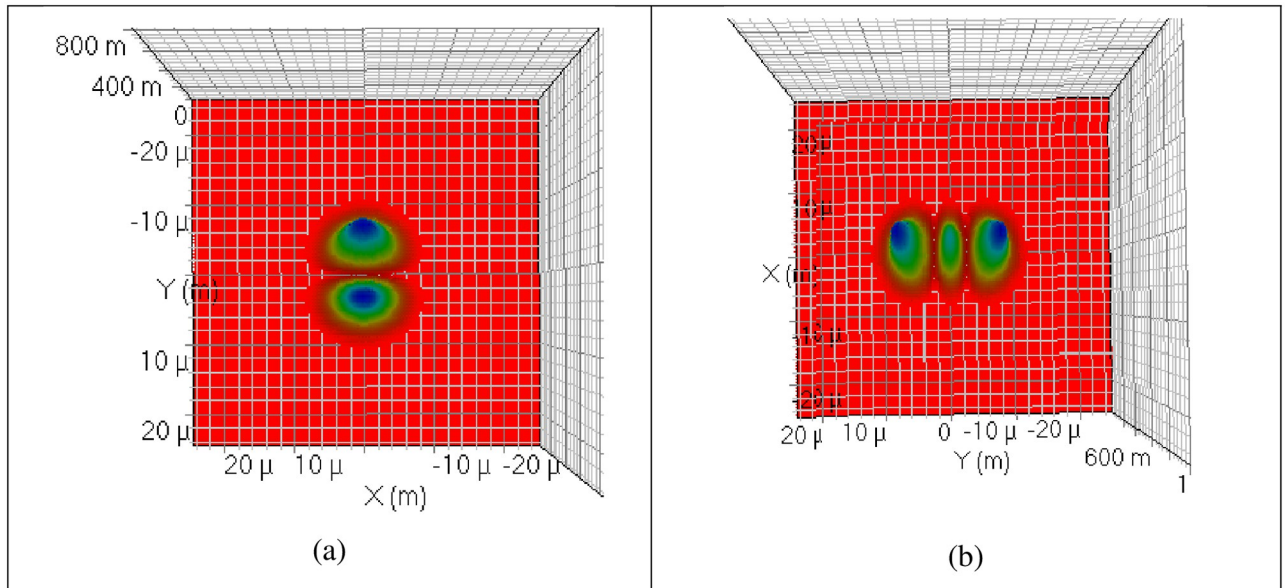 800 m
400 m
0
-20 µ
-10 µ
Y (m)
10 µ
20 µ
20 µ 10 µ -10 µ -20 µ
X (m)
(a)
X (m)
20 µ 10 µ 0 -10 µ -20 µ
Y (m)
600 m
1
(b)